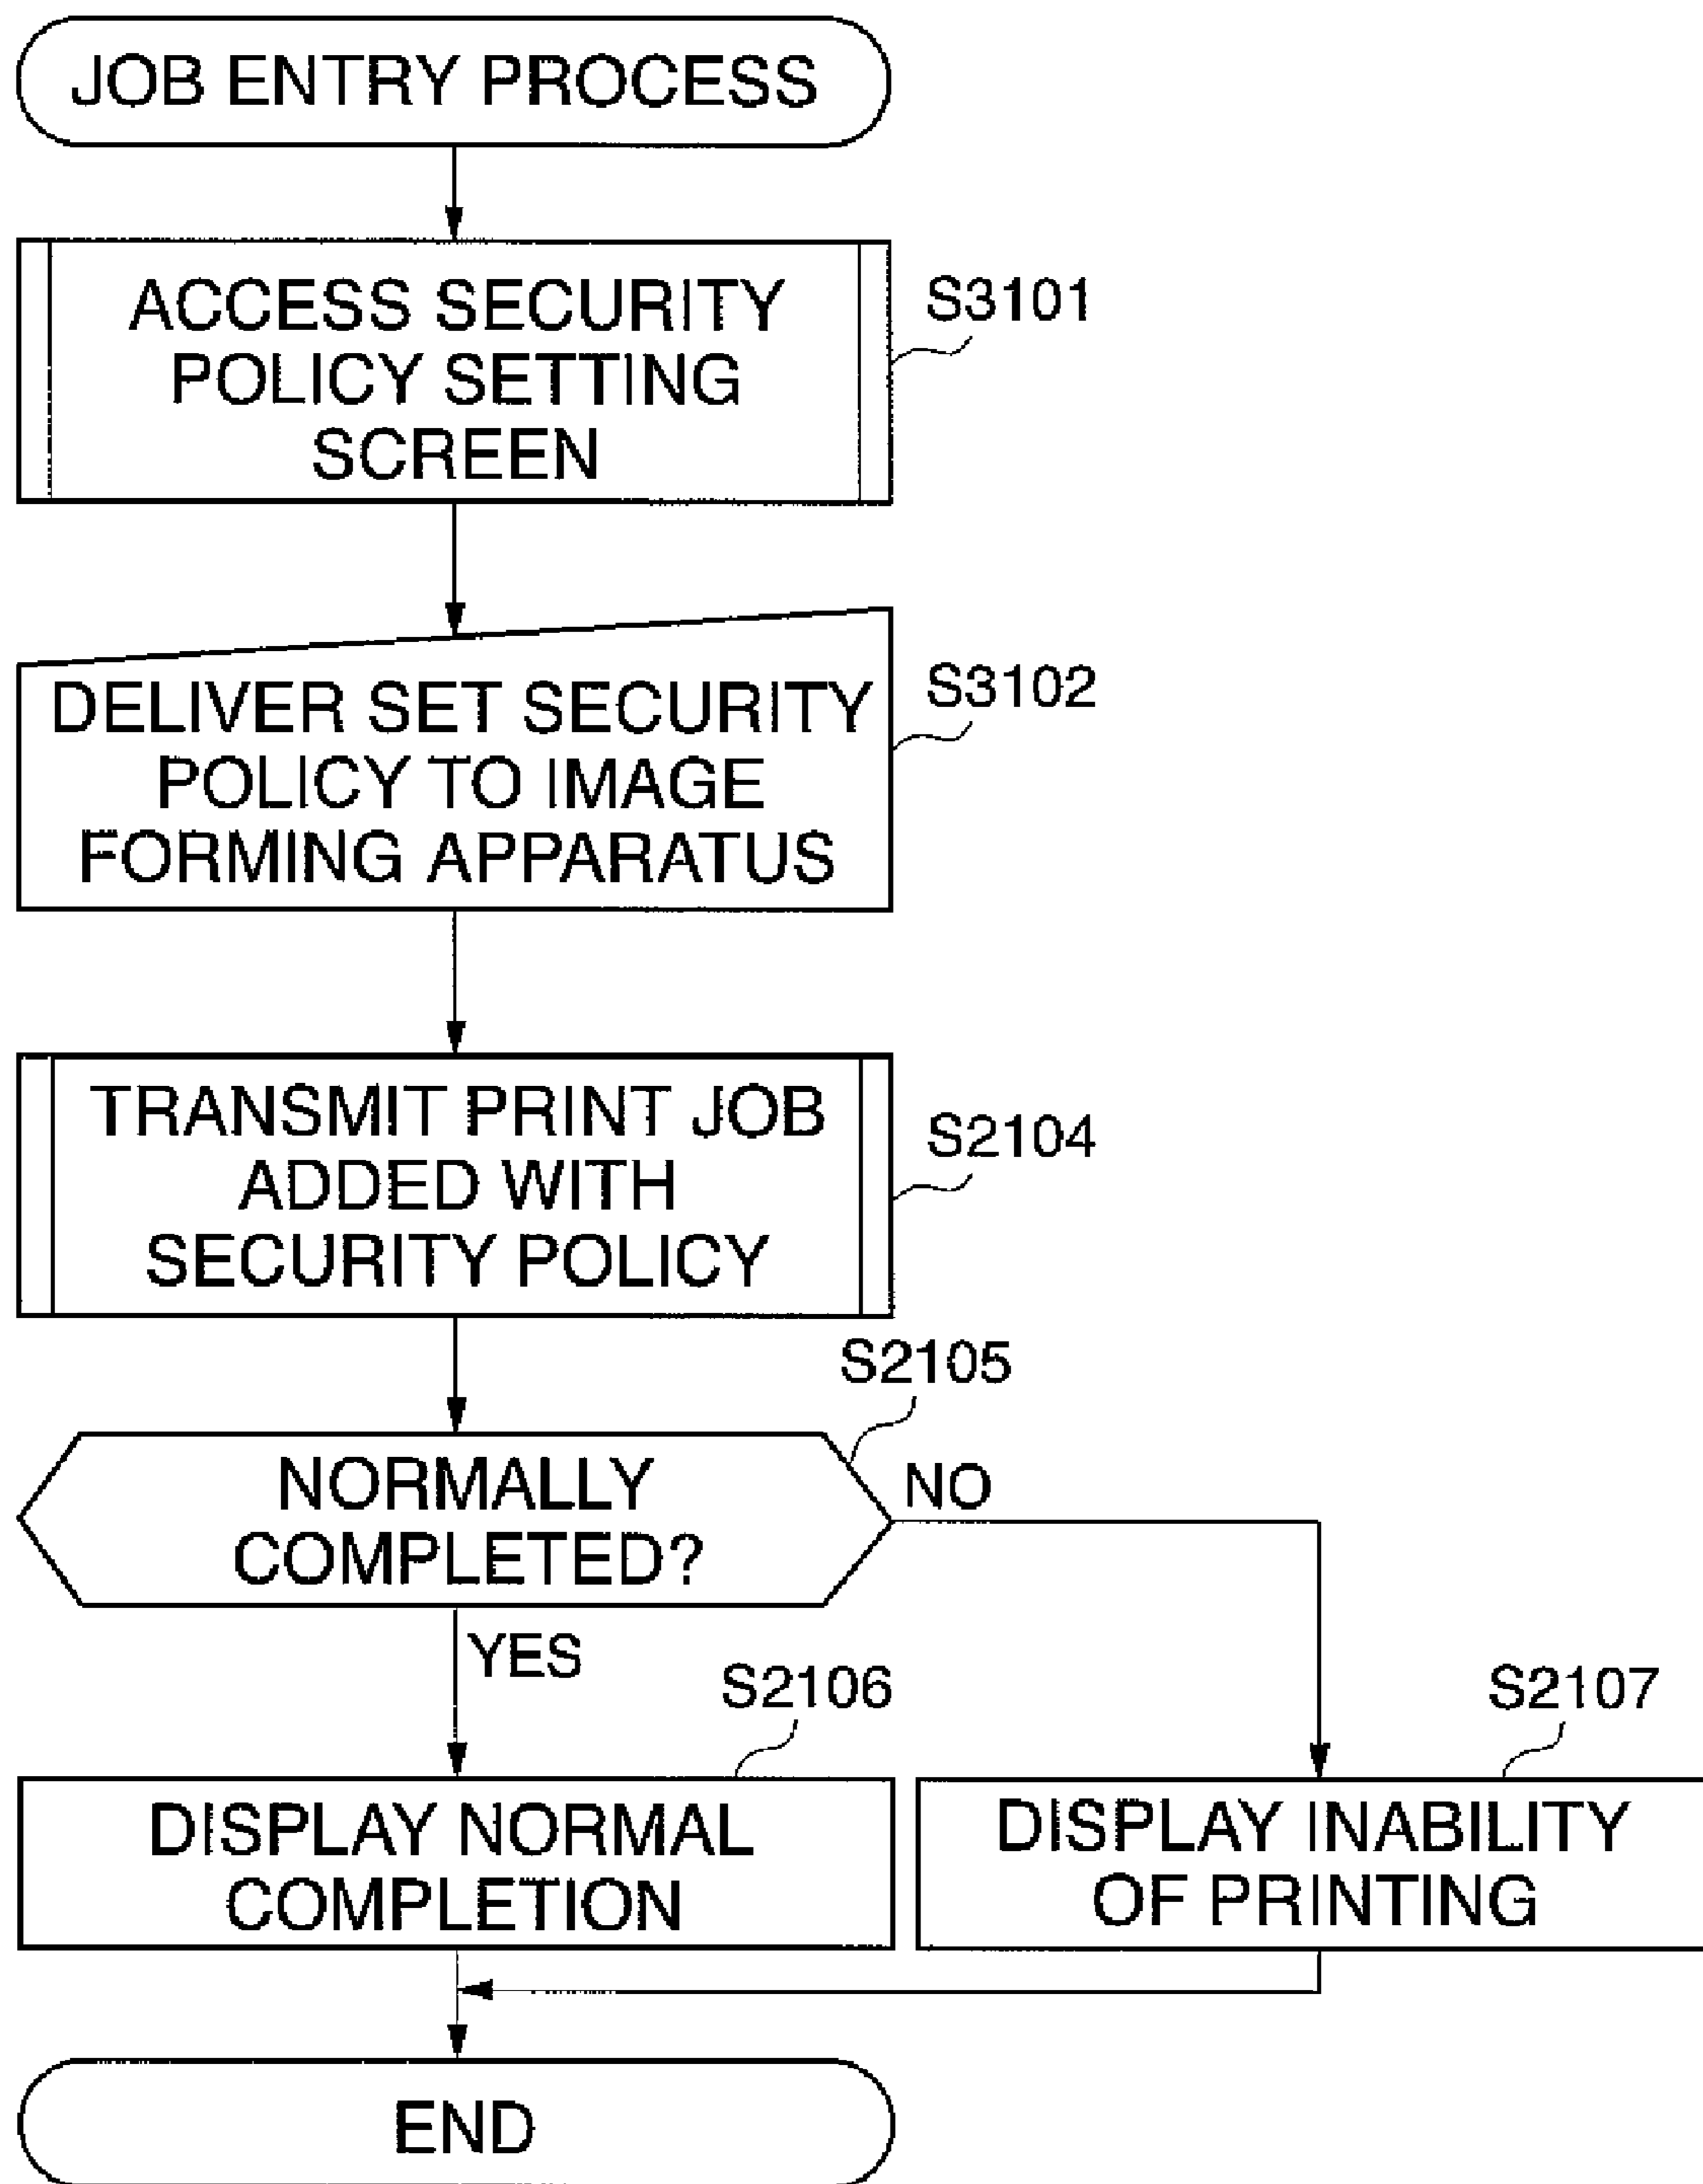 JOB ENTRY PROCESS
ACCESS SECURITY
POLICY SETTING
SCREEN
S3101
DELIVER SET SECURITY
POLICY TO IMAGE
FORMING APPARATUS
S3102
TRANSMIT PRINT JOB
ADDED WITH
SECURITY POLICY
S2104
S2105
NORMALLY
COMPLETED?
NO
YES
S2106
S2107
DISPLAY NORMAL
COMPLETION
DISPLAY INABILITY
OF PRINTING
END